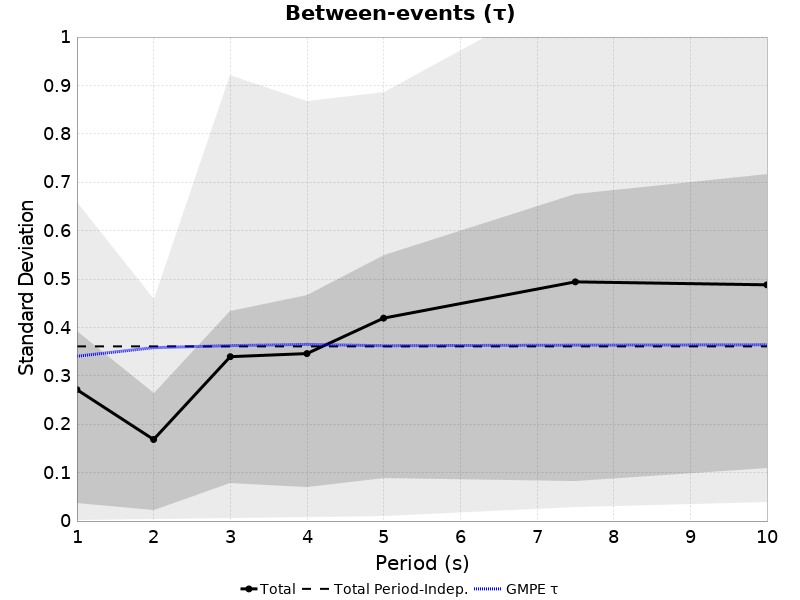 Between-events (τ)
Standard Deviation
1
0.9
0.8
0.7
0.6
0.5
0.4
0.3
0.2
0.1
0
1 2 3 4 5 6 7 8 9 10
Period (s)
Total Total Period-Indep. GMPE τ